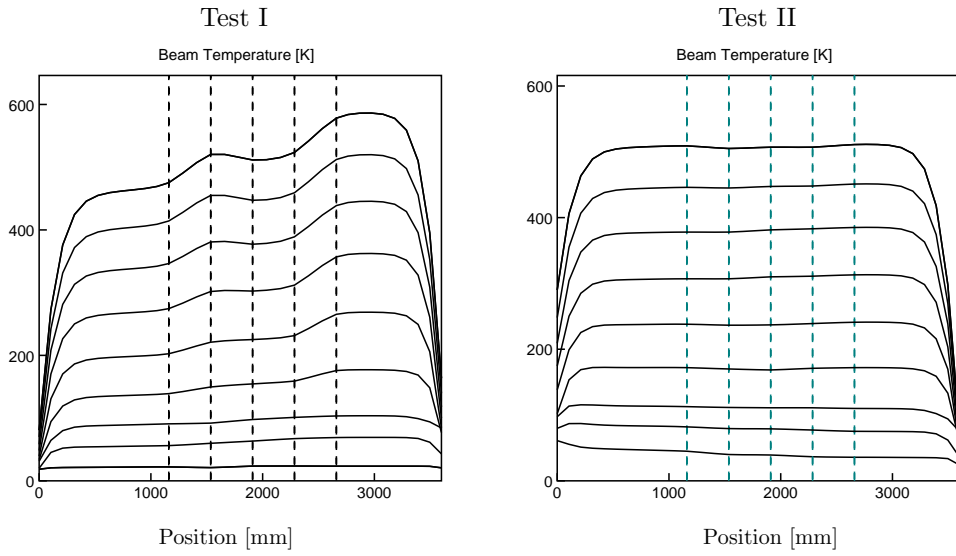 Test I
Beam Temperature [K]
600
400
200
0
0 1000 2000 3000
Position [mm]
Test II
Beam Temperature [K]
600
400
200
0
0 1000 2000 3000
Position [mm]